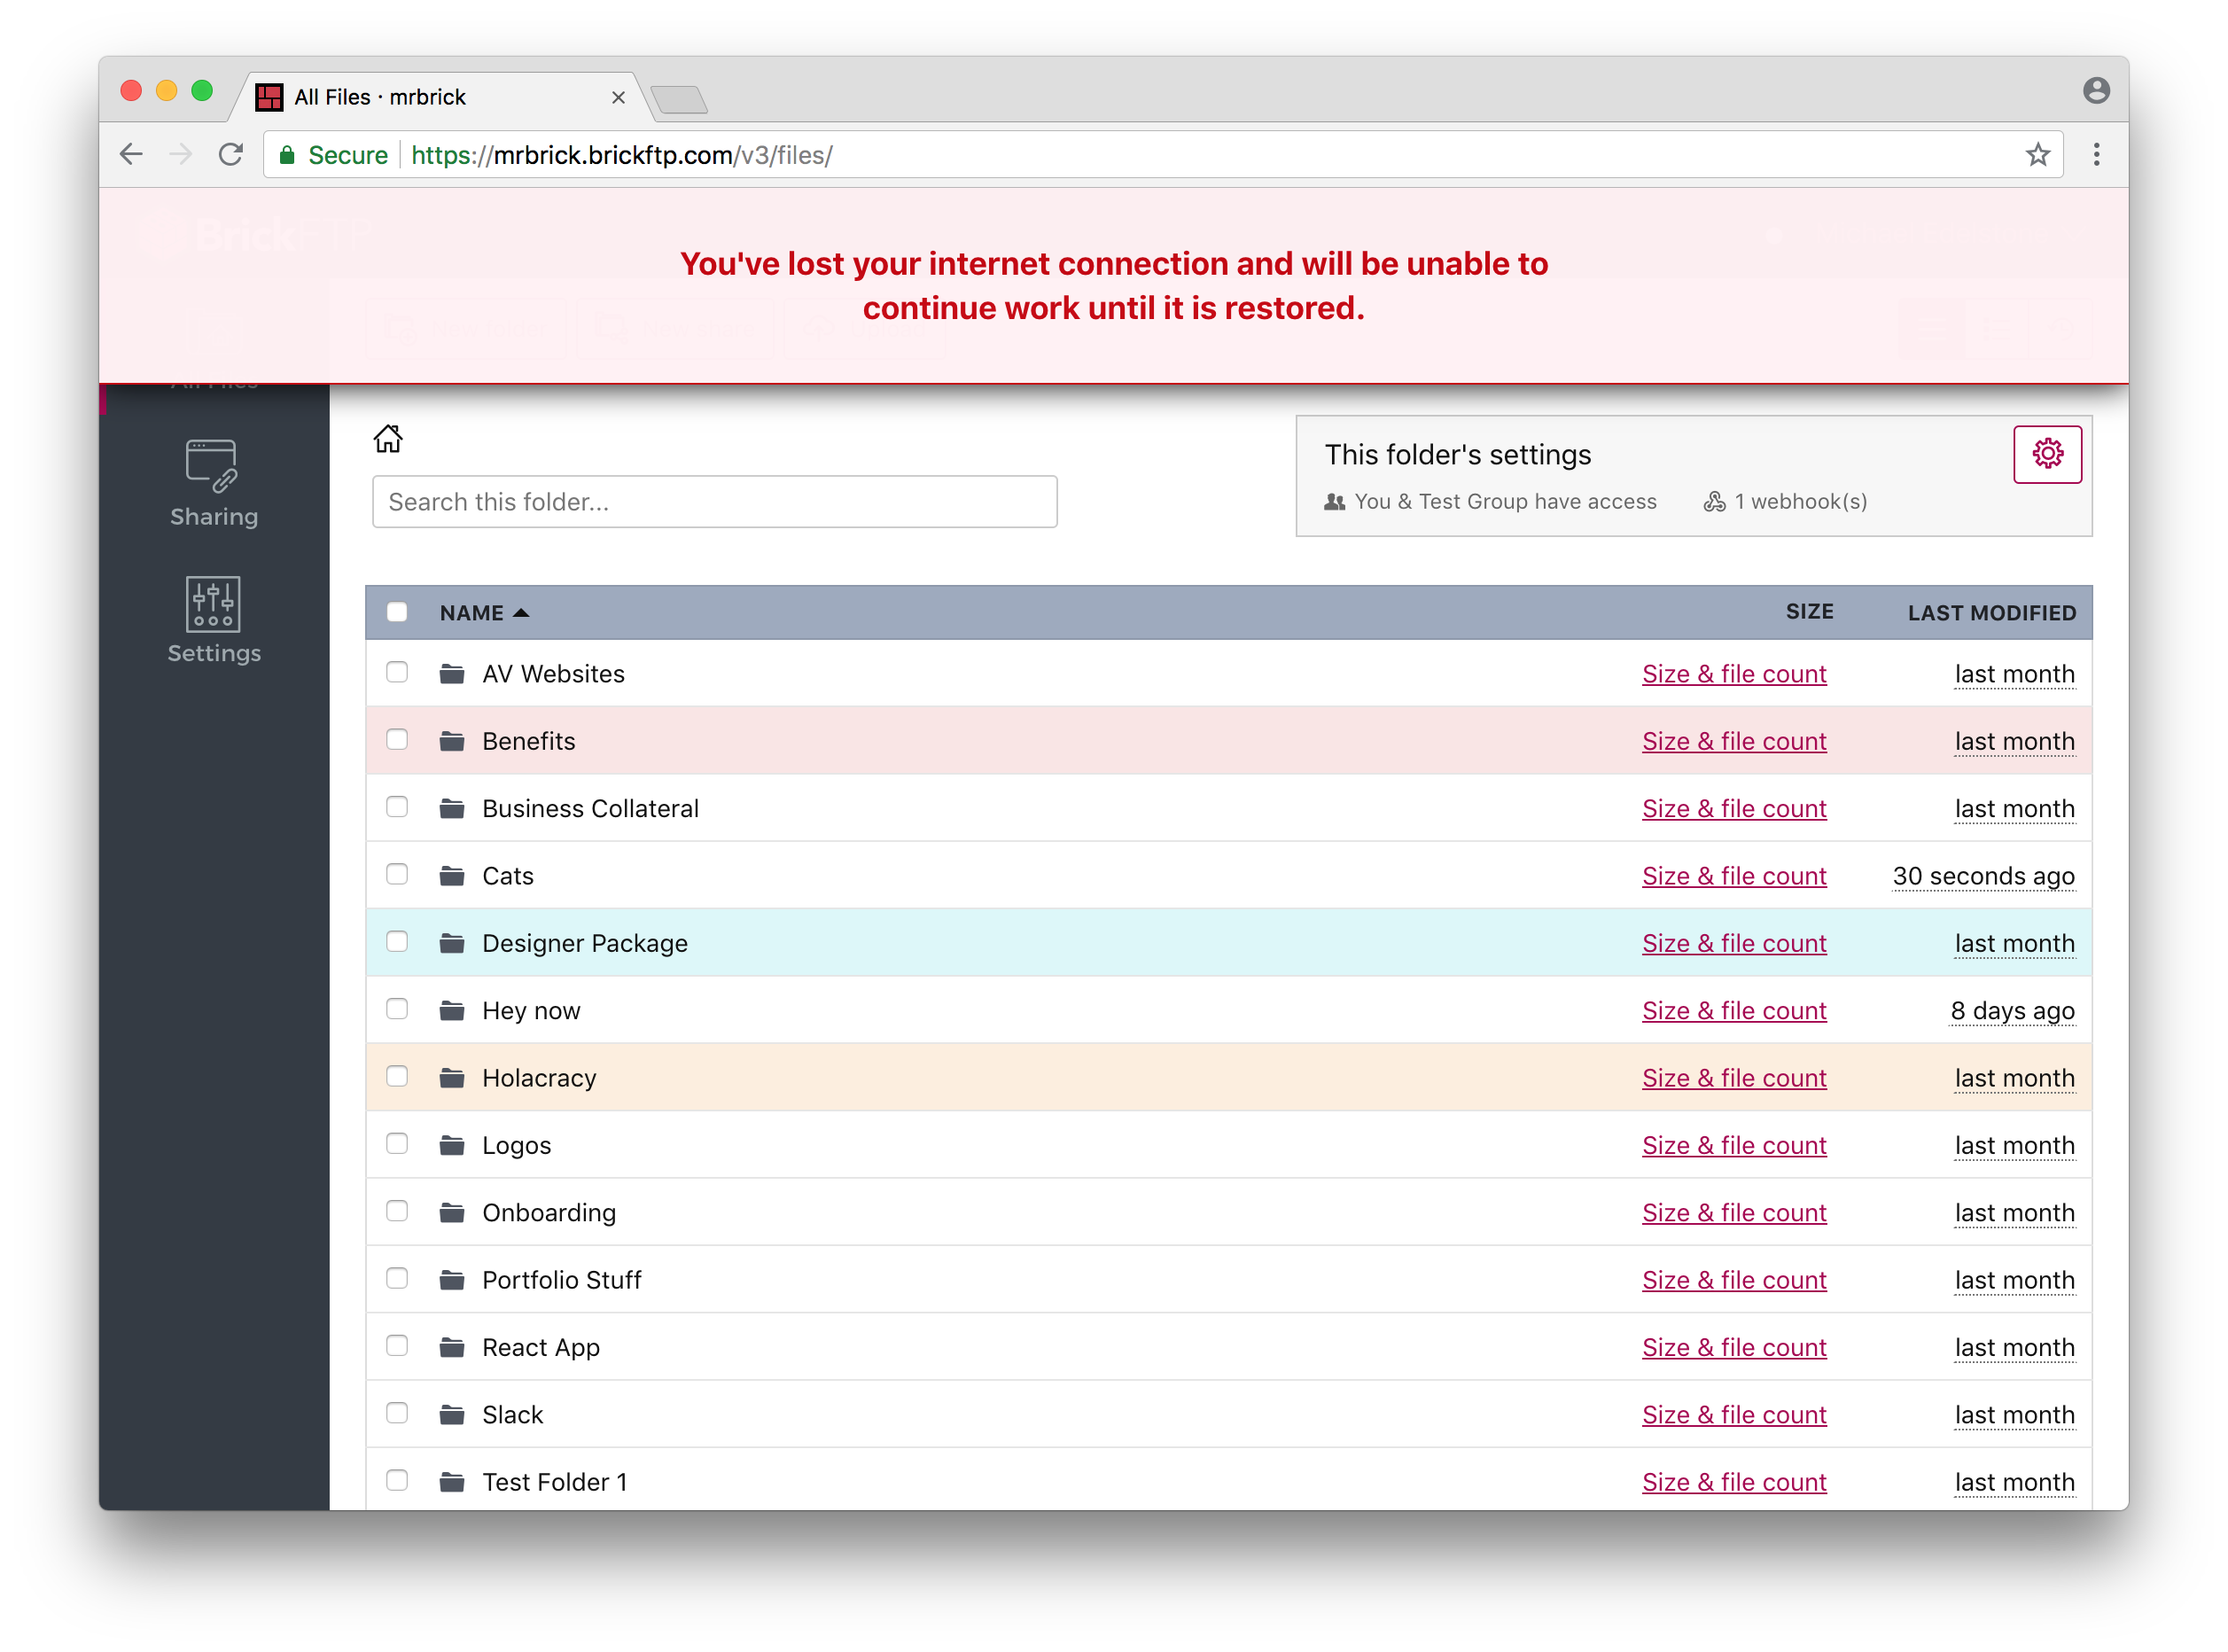 All Files · mrbrick
Secure
https://mrbrick.brickftp.com/v3/files/
BrickFTP
You've lost your internet connection and will be unable to
continue work until it is restored.
All Files
Sharing
Settings
Search this folder...
This folder's settings
You & Test Group have access
1 webhook(s)
NAME SIZE LAST MODIFIED
AV Websites Size & file count last month
Benefits Size & file count last month
Business Collateral Size & file count last month
Cats Size & file count 30 seconds ago
Designer Package Size & file count last month
Hey now Size & file count 8 days ago
Holacracy Size & file count last month
Logos Size & file count last month
Onboarding Size & file count last month
Portfolio Stuff Size & file count last month
React App Size & file count last month
Slack Size & file count last month
Test Folder 1 Size & file count last month